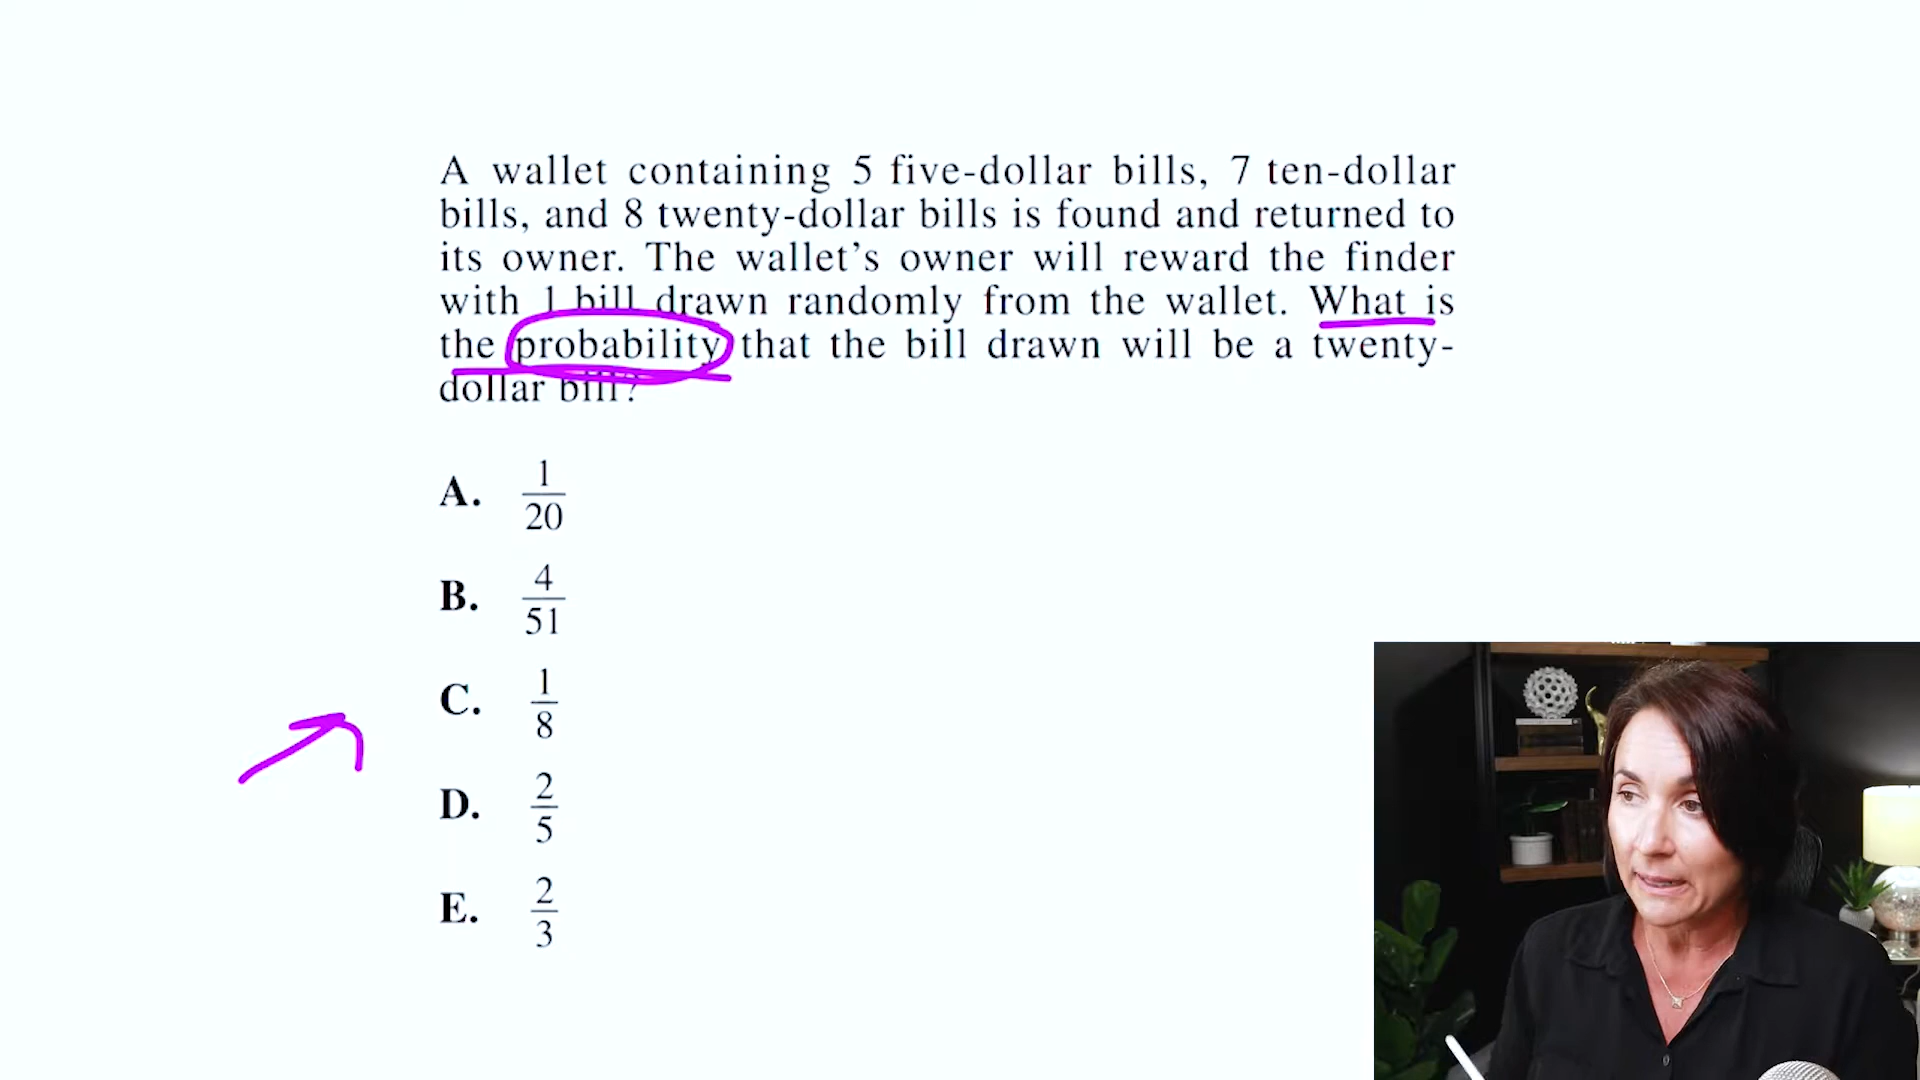 A wallet containing 5 five-dollar bills, 7 ten-dollar
bills, and 8 twenty-dollar bills is found and returned to
its owner. The wallet’s owner will reward the finder
with 1 bill drawn randomly from the wallet. What is
the probability that the bill drawn will be a twenty-
dollar bill?
A. 1/20
B. 4/51
C. 1/8
D. 2/5
E. 2/3